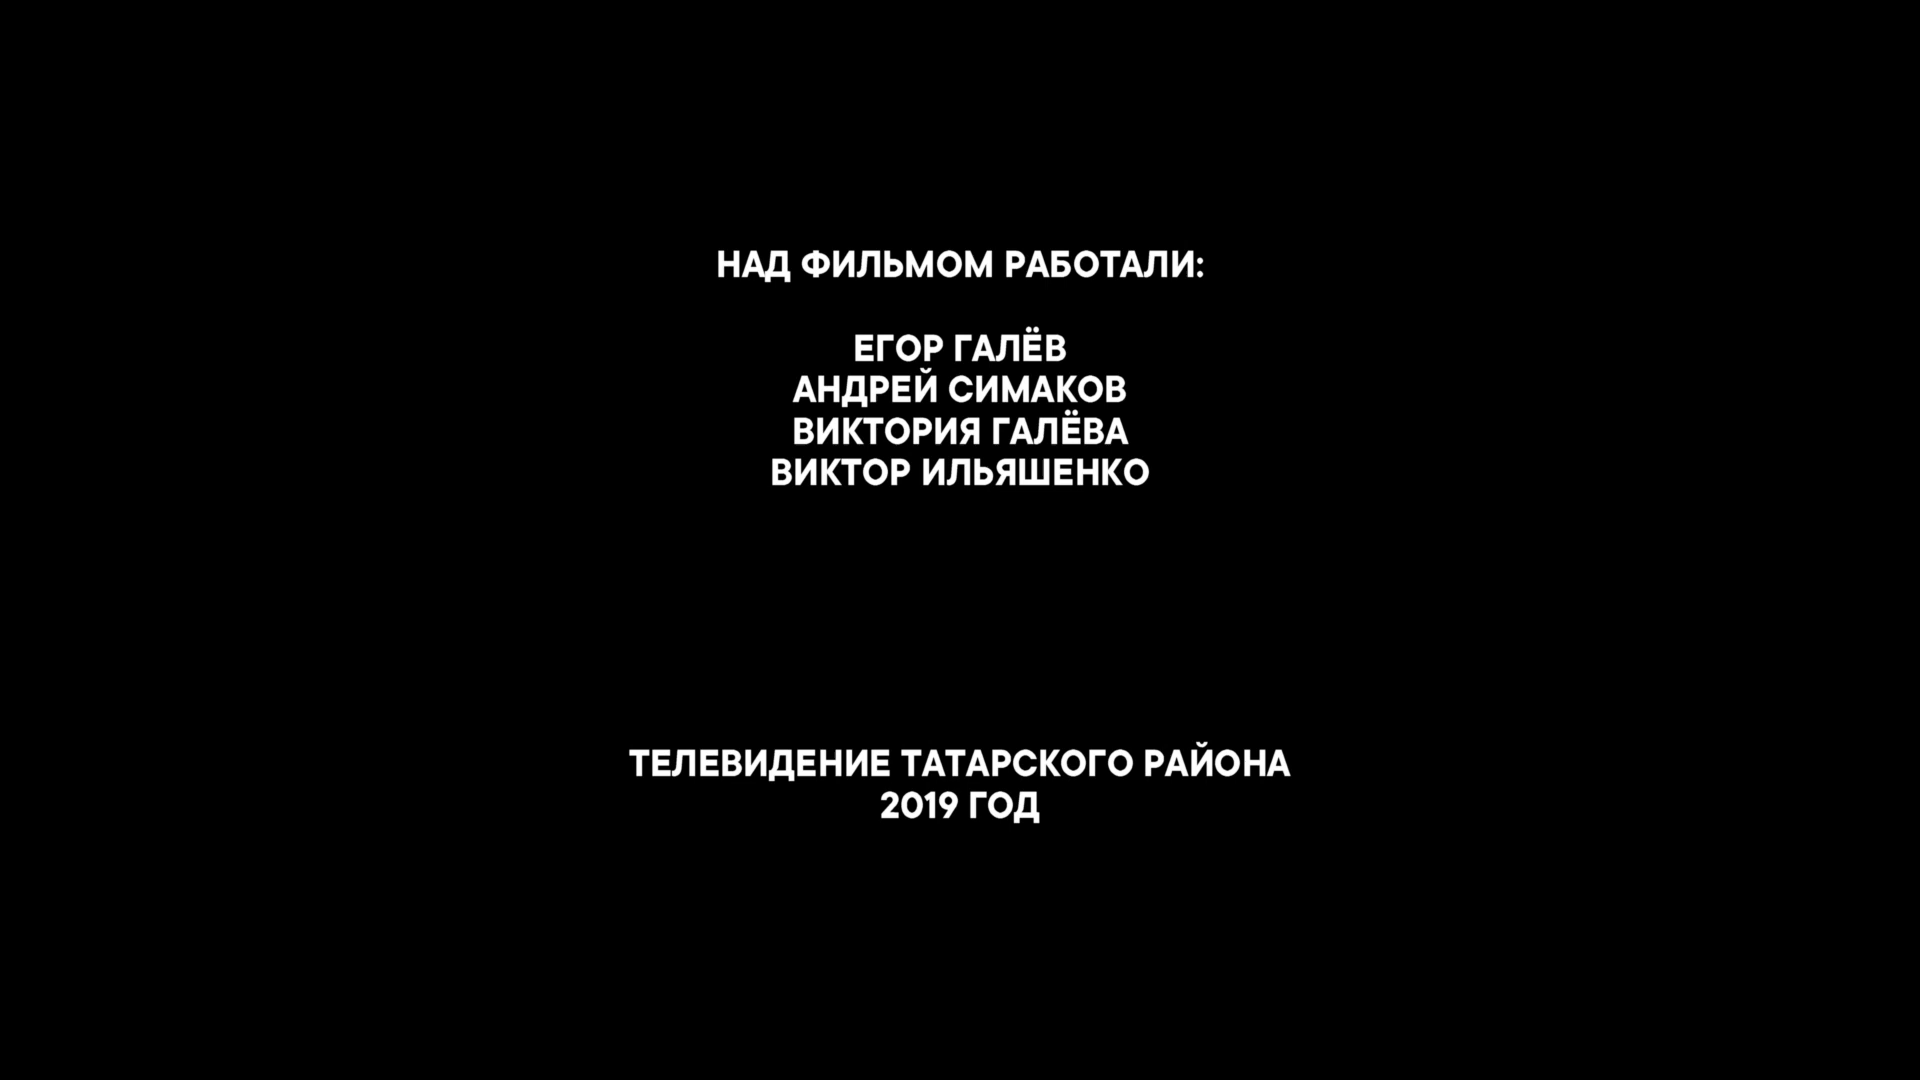 НАД ФИЛЬМОМ РАБОТАЛИ:
ЕГОР ГАЛЁВ
АНДРЕЙ СИМАКОВ
ВИКТОРИЯ ГАЛЁВА
ВИКТОР ИЛЬЯШЕНКО
ТЕЛЕВИДЕНИЕ ТАТАРСКОГО РАЙОНА
2019 ГОД